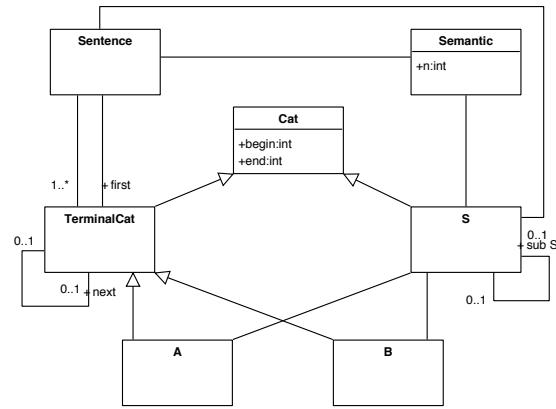 Sentence
Semantic
+n:int
Cat
+begin:int
+end:int
1..*
+ first
TerminalCat
S
0..1
0..1
+ sub S
0..1
+ next
0..1
A
B